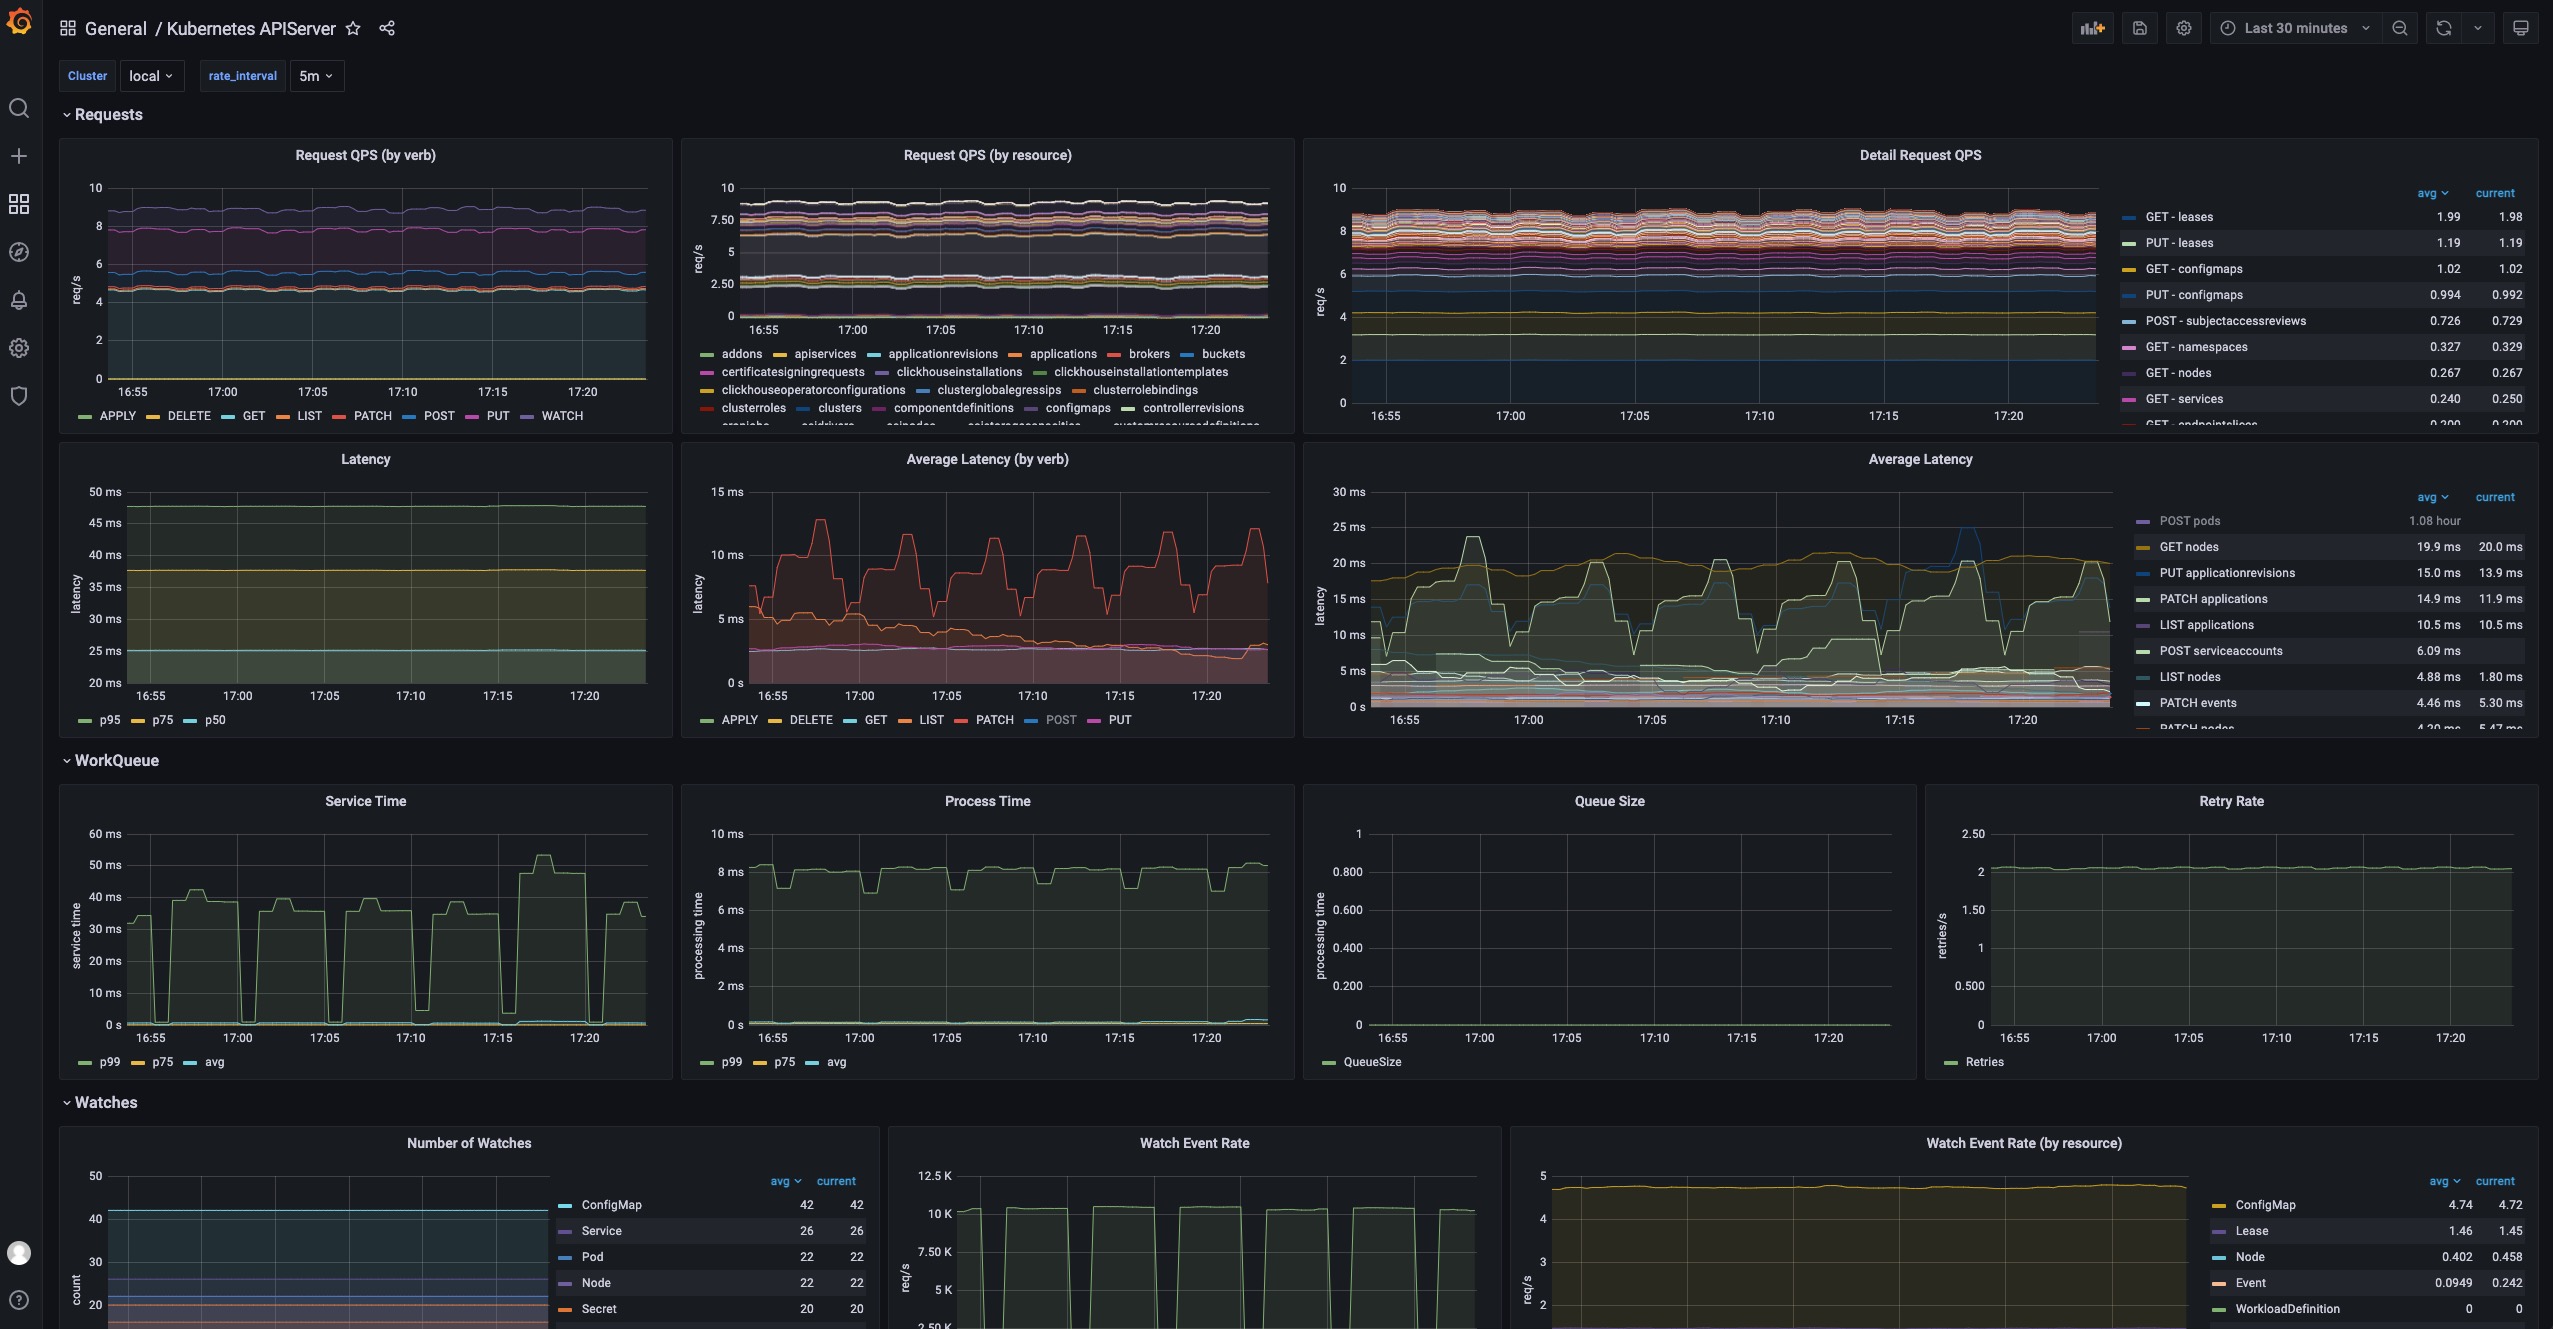 General / Kubernetes APIServer
Last 30 minutes
Cluster local rate_interval 5m
Requests
Request QPS (by verb)
10
8
6
4
2
0
req/s
16:55 17:00 17:05 17:10 17:15 17:20
APPLY DELETE GET LIST PATCH POST PUT WATCH
Request QPS (by resource)
10
7.50
5
2.50
0
req/s
16:55 17:00 17:05 17:10 17:15 17:20
addons apiservices applicationrevisions applications brokers buckets
certificatesigningrequests clickhouseinstallations clickhouseinstallationtemplates
clickhouseoperatorconfigurations clusterglobalegressips clusterrolebindings
clusterroles clusters componentdefinitions configmaps controllerrevisions
Detail Request QPS
10
8
6
4
2
0
req/s
16:55 17:00 17:05 17:10 17:15 17:20
avg current
GET - leases 1.99 1.98
PUT - leases 1.19 1.19
GET - configmaps 1.02 1.02
PUT - configmaps 0.994 0.992
POST - subjectaccessreviews 0.726 0.729
GET - namespaces 0.327 0.329
GET - nodes 0.267 0.267
GET - services 0.240 0.250
GET - endpointslices 0.200 0.200
Latency
50 ms
45 ms
40 ms
35 ms
30 ms
25 ms
20 ms
latency
16:55 17:00 17:05 17:10 17:15 17:20
p95 p75 p50
Average Latency (by verb)
15 ms
10 ms
5 ms
0 s
latency
16:55 17:00 17:05 17:10 17:15 17:20
APPLY DELETE GET LIST PATCH POST PUT
Average Latency
30 ms
25 ms
20 ms
15 ms
10 ms
5 ms
0 s
latency
16:55 17:00 17:05 17:10 17:15 17:20
avg current
POST pods 1.08 hour
GET nodes 19.9 ms 20.0 ms
PUT applicationrevisions 15.0 ms 13.9 ms
PATCH applications 14.9 ms 11.9 ms
LIST applications 10.5 ms 10.5 ms
POST serviceaccounts 6.09 ms
LIST nodes 4.88 ms 1.80 ms
PATCH events 4.46 ms 5.30 ms
PATCH nodes 4.20 ms 5.47 ms
WorkQueue
Service Time
60 ms
50 ms
40 ms
30 ms
20 ms
10 ms
0 s
service time
16:55 17:00 17:05 17:10 17:15 17:20
p99 p75 avg
Process Time
10 ms
8 ms
6 ms
4 ms
2 ms
0 s
processing time
16:55 17:00 17:05 17:10 17:15 17:20
p99 p75 avg
Queue Size
1
0.800
0.600
0.400
0.200
0
processing time
16:55 17:00 17:05 17:10 17:15 17:20
QueueSize
Retry Rate
2.50
2
1.50
1
0.500
0
retries/s
16:55 17:00 17:05 17:10 17:15 17:20
Retries
Watches
Number of Watches
50
40
30
20
count
avg current
ConfigMap 42 42
Service 26 26
Pod 22 22
Node 22 22
Secret 20 20
Watch Event Rate
12.5 K
10 K
7.50 K
5 K
2.50 K
req/s
Watch Event Rate (by resource)
5
4
3
2
req/s
avg current
ConfigMap 4.74 4.72
Lease 1.46 1.45
Node 0.402 0.458
Event 0.0949 0.242
WorkloadDefinition 0 0